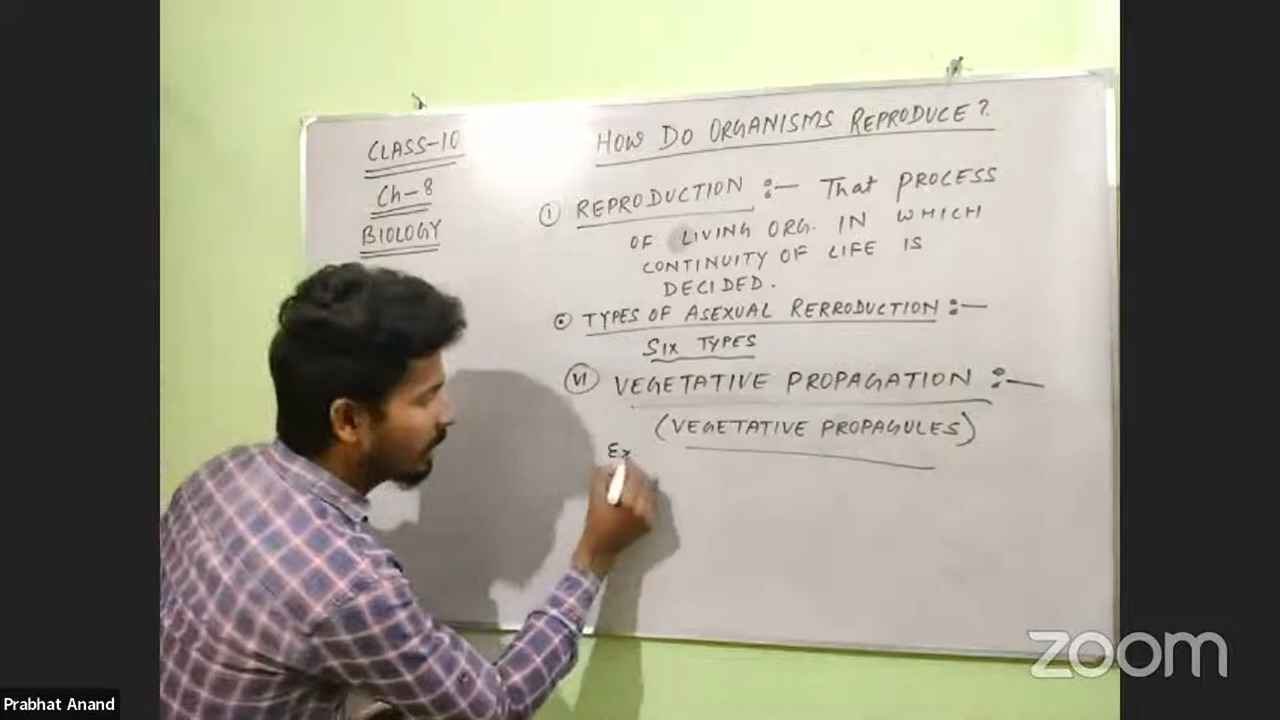 CLASS-10
Ch-8
BIOLOGY
HOW DO ORGANISMS REPRODUCE?
(i) REPRODUCTION :— That PROCESS
OF LIVING ORG. IN WHICH
CONTINUITY OF LIFE IS
DECIDED.
TYPES OF ASEXUAL RERRODUCTION :—
SIX TYPES
(VI) VEGETATIVE PROPAGATION :—
(VEGETATIVE PROPAGULES)
Ex
zoom
Prabhat Anand